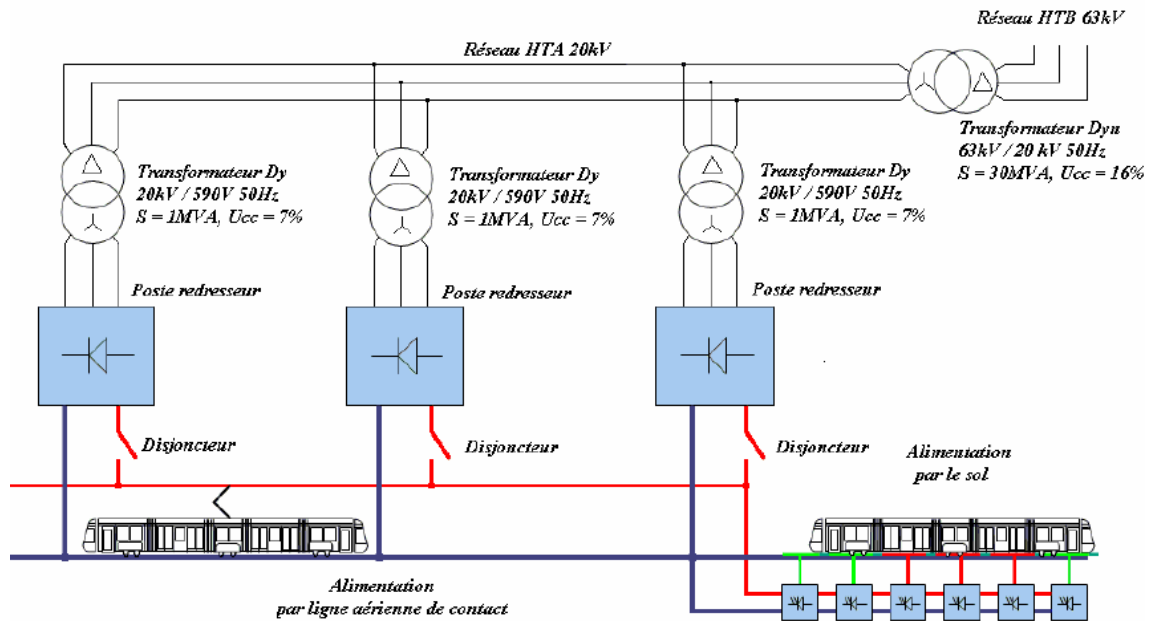 Réseau HTB 63kV
Réseau HTA 20kV
Transformateur Dyn
63kV / 20 kV 50Hz
S = 30MVA, Ucc = 16%
Transformateur Dy
20kV / 590V 50Hz
S = 1MVA, Ucc = 7%
Transformateur Dy
20kV / 590V 50Hz
S = 1MVA, Ucc = 7%
Transformateur Dy
20kV / 590V 50Hz
S = 1MVA, Ucc = 7%
Poste redresseur
Poste redresseur
Poste redresseur
Disjoncteur
Disjoncteur
Disjoncteur
Alimentation
par le sol
Alimentation
par ligne aérienne de contact